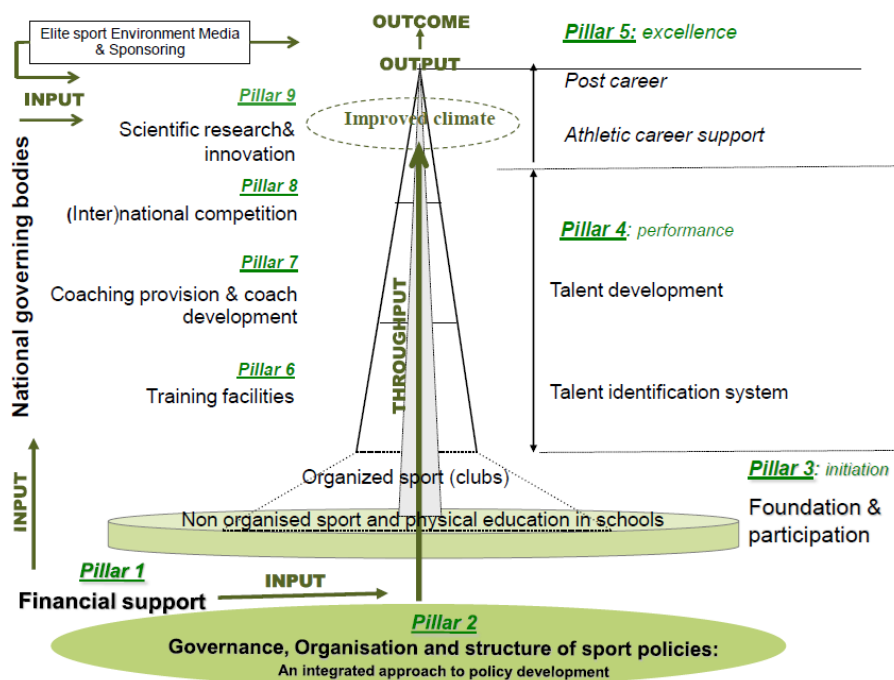 Elite sport Environment Media
& Sponsoring
OUTCOME
OUTPUT
Pillar 5: excellence
INPUT
Pillar 9
Scientific research&
innovation
Improved climate
Post career
Athletic career support
National governing bodies
Pillar 8
(Inter)national competition
Pillar 4: performance
Pillar 7
Coaching provision & coach
development
THROUGHPUT
Talent development
Pillar 6
Training facilities
Talent identification system
INPUT
Organized sport (clubs)
Non organised sport and physical education in schools
Pillar 3: initiation
Foundation &
participation
Pillar 1
Financial support
INPUT
Pillar 2
Governance, Organisation and structure of sport policies:
An integrated approach to policy development